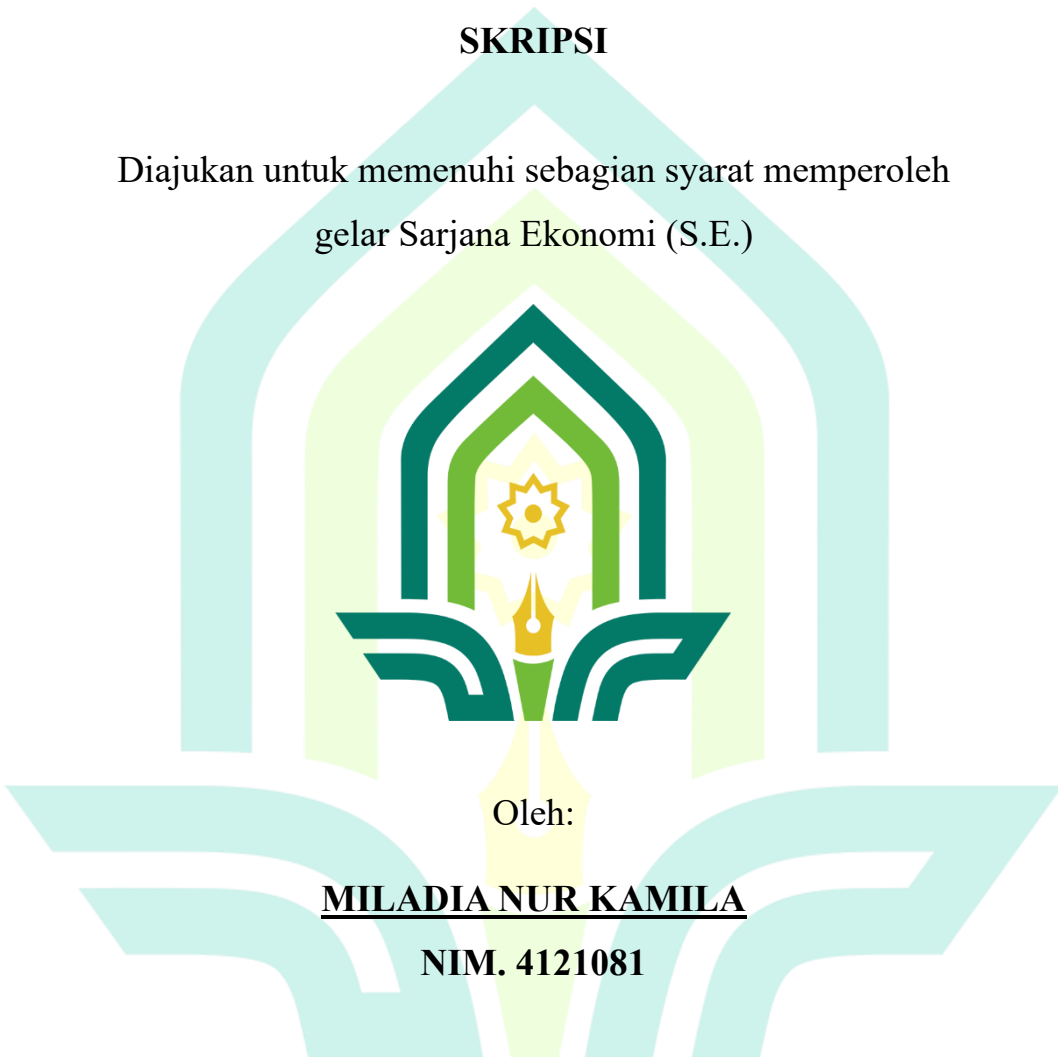 SKRIPSI
Diajukan untuk memenuhi sebagian syarat memperoleh
gelar Sarjana Ekonomi (S.E.)
Oleh:
MILADIA NUR KAMILA
NIM. 4121081